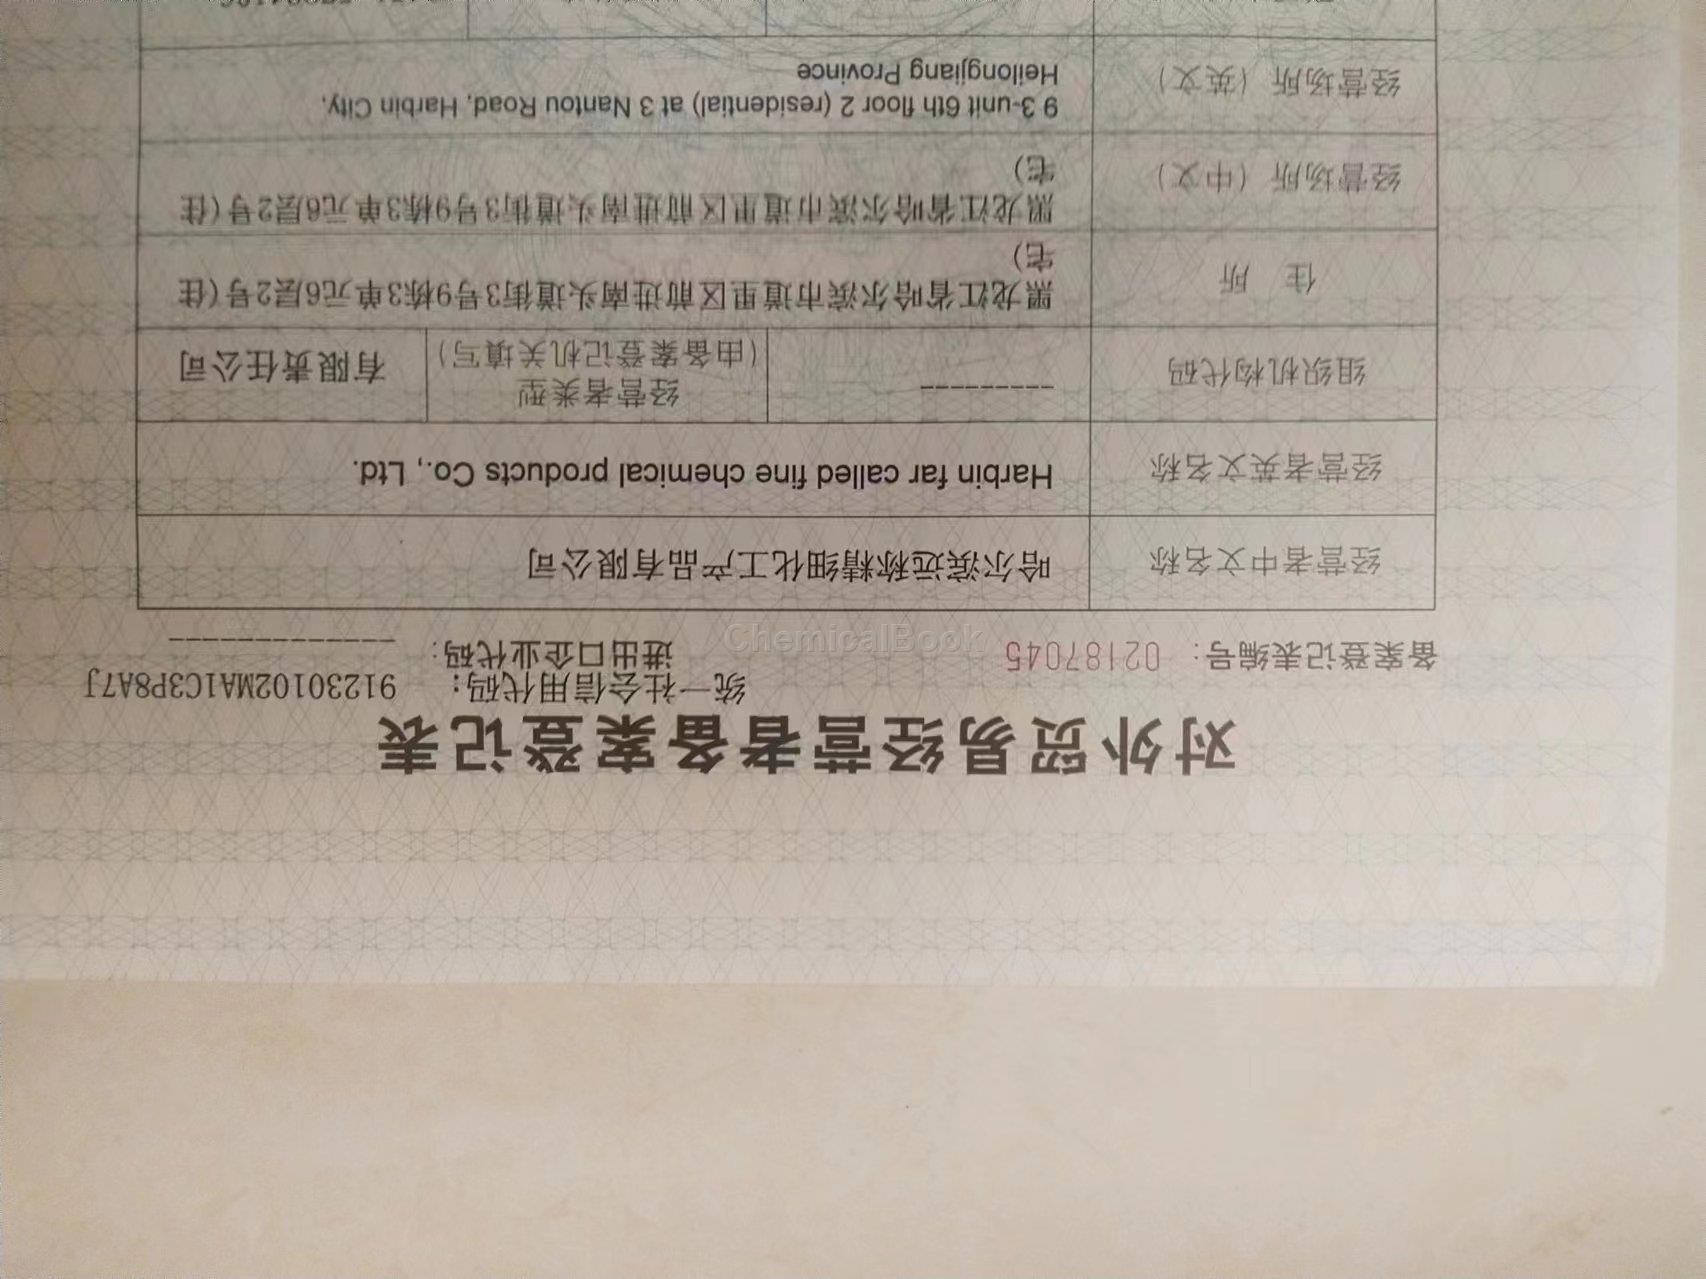 对外贸易经营者备案登记表
统一社会信用代码： 91230102MA1C3P8A7J
备案登记表编号： 02187045 进出口企业代码：
ChemicalBook
经营者中文名称 哈尔滨远称精细化工产品有限公司
经营者英文名称 Harbin far called fine chemical products Co., Ltd.
组织机构代码 --------- 经营者类型
（由备案登记机关填写） 有限责任公司
住 所 黑龙江省哈尔滨市道里区前进南头道街3号9栋3单元6层2号（住
宅）
经营场所（中文） 黑龙江省哈尔滨市道里区前进南头道街3号9栋3单元6层2号（住
宅）
经营场所（英文） 9 3-unit 6th floor 2 (residential) at 3 Nantou Road, Harbin City,
Heilongjiang Province